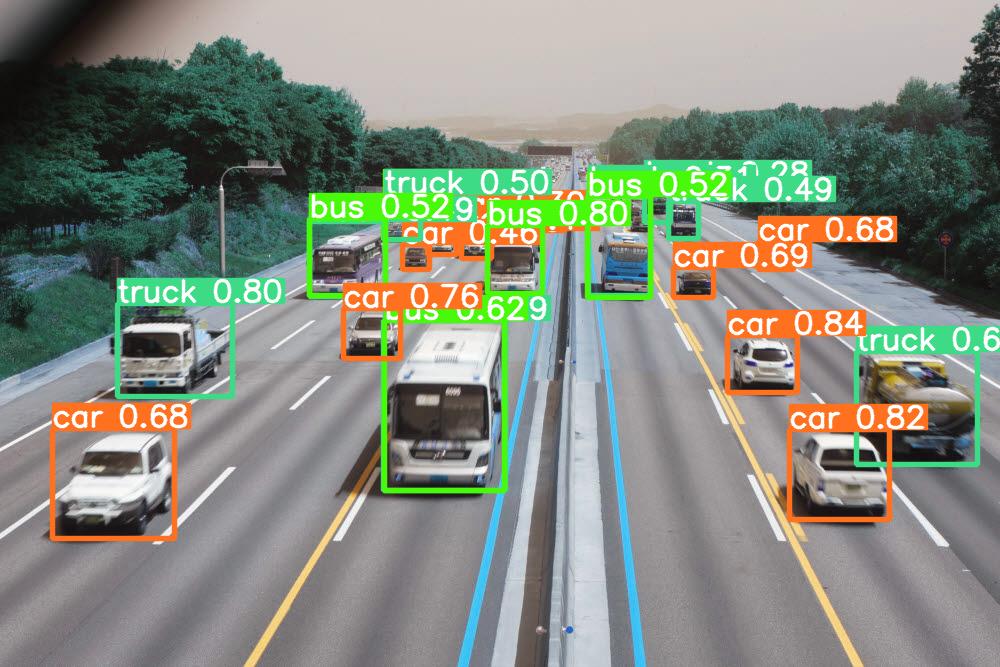 truck 0.50
bus 0.52
truck 0.49
bus 0.52
bus 0.80
car 0.46
car 0.68
car 0.69
truck 0.80
car 0.76
bus 0.62
car 0.84
truck 0.6
car 0.68
car 0.82